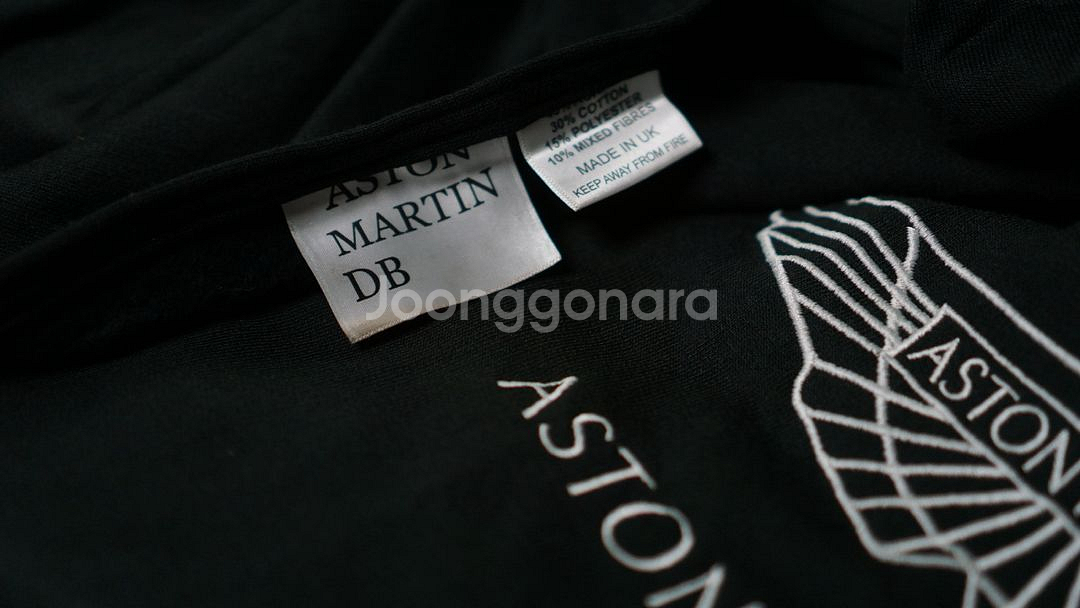 ASTON
MARTIN
DB
30% COTTON
15% POLYESTER
10% MIXED FIBRES
MADE IN UK
KEEP AWAY FROM FIRE
Joonggonara
ASTON
ASTON